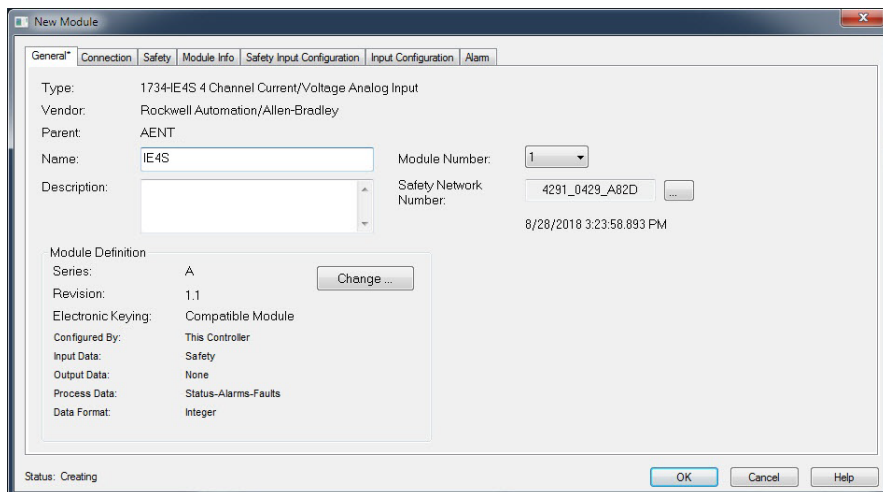 New Module
General* Connection Safety Module Info Safety Input Configuration Input Configuration Alarm
Type: 1734-IE4S 4 Channel Current/Voltage Analog Input
Vendor: Rockwell Automation/Allen-Bradley
Parent: AENT
Name: IE4S Module Number: 1
Description: Safety Network Number: 4291_0429_A82D ...
8/28/2018 3:23:58.893 PM
Module Definition
Series: A Change ...
Revision: 1.1
Electronic Keying: Compatible Module
Configured By: This Controller
Input Data: Safety
Output Data: None
Process Data: Status-Alarms-Faults
Data Format: Integer
Status: Creating OK Cancel Help